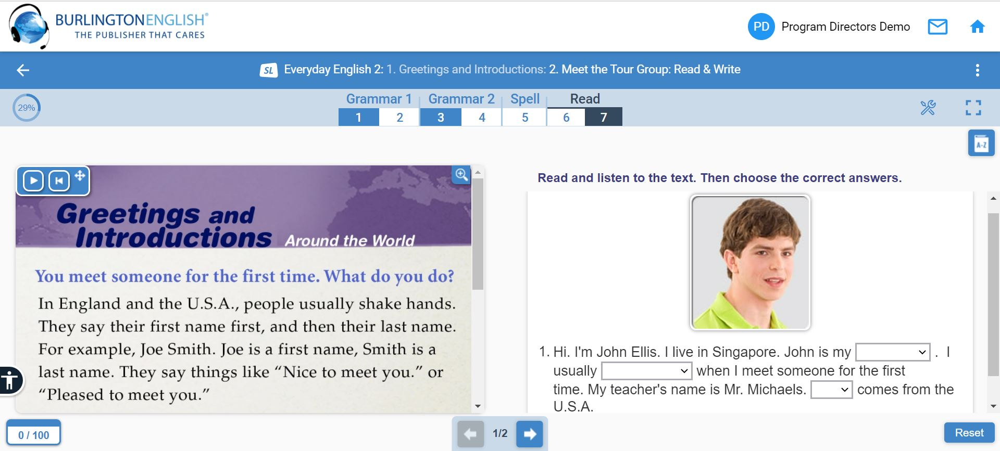 BURLINGTONENGLISH®
THE PUBLISHER THAT CARES
PD Program Directors Demo
SL Everyday English 2: 1. Greetings and Introductions: 2. Meet the Tour Group: Read & Write
29%
Grammar 1 Grammar 2 Spell Read
1 2 3 4 5 6 7
A-Z
Greetings and
Introductions Around the World
You meet someone for the first time. What do you do?
In England and the U.S.A., people usually shake hands.
They say their first name first, and then their last name.
For example, Joe Smith. Joe is a first name, Smith is a
last name. They say things like “Nice to meet you.” or
“Pleased to meet you.”
Read and listen to the text. Then choose the correct answers.
1. Hi. I'm John Ellis. I live in Singapore. John is my . I
usually when I meet someone for the first
time. My teacher's name is Mr. Michaels. comes from the
U.S.A.
0 / 100
1/2
Reset